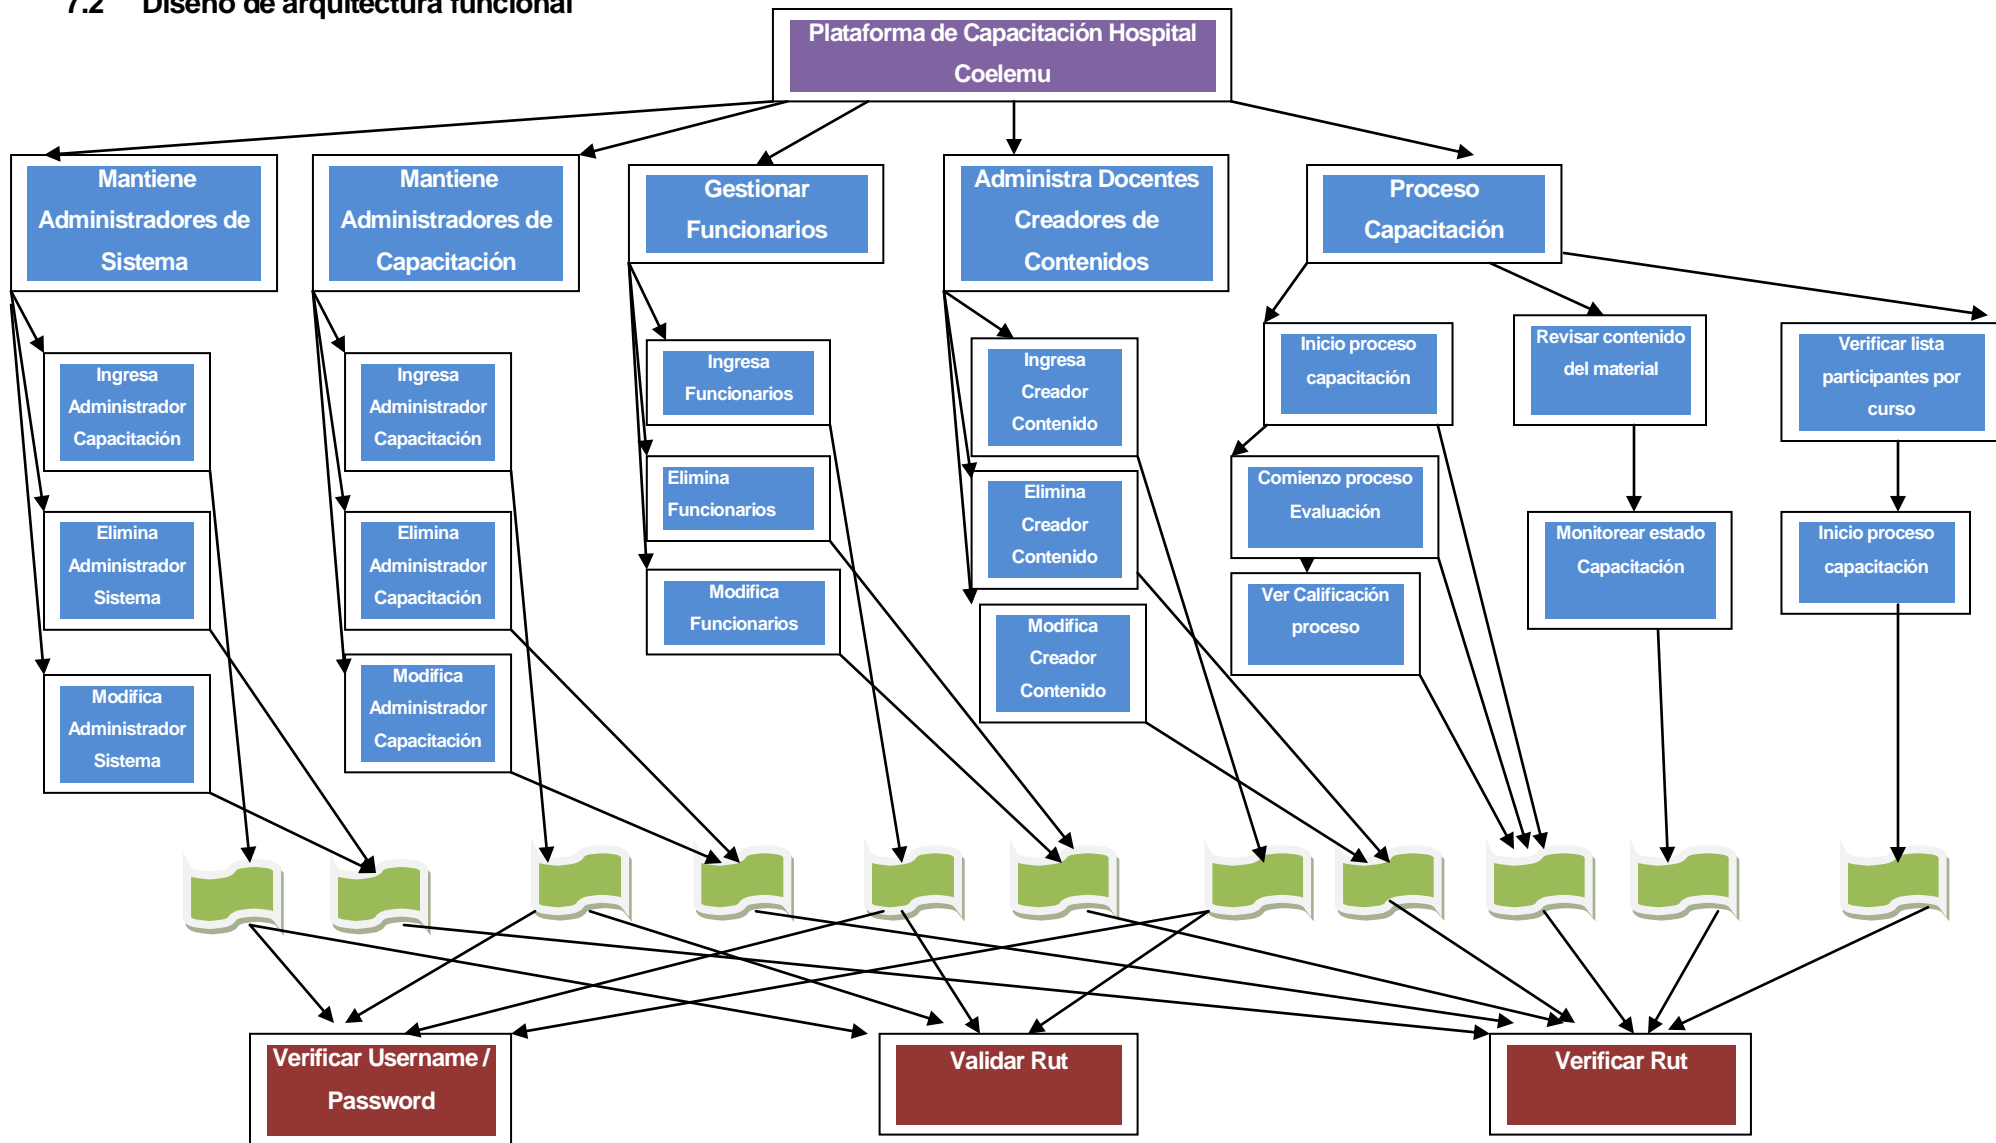 7.2 Diseño de arquitectura funcional
Plataforma de Capacitación Hospital
Coelemu
Mantiene
Administradores de
Sistema
Mantiene
Administradores de
Capacitación
Gestionar
Funcionarios
Administra Docentes
Creadores de
Contenidos
Proceso
Capacitación
Ingresa
Administrador
Capacitación
Ingresa
Administrador
Capacitación
Ingresa
Funcionarios
Ingresa
Creador
Contenido
Inicio proceso
capacitación
Revisar contenido
del material
Verificar lista
participantes por
curso
Elimina
Administrador
Sistema
Elimina
Administrador
Capacitación
Elimina
Funcionarios
Elimina
Creador
Contenido
Comienzo proceso
Evaluación
Monitorear estado
Capacitación
Inicio proceso
capacitación
Modifica
Administrador
Sistema
Modifica
Administrador
Capacitación
Modifica
Funcionarios
Modifica
Creador
Contenido
Ver Calificación
proceso
Verificar Username /
Password
Validar Rut
Verificar Rut